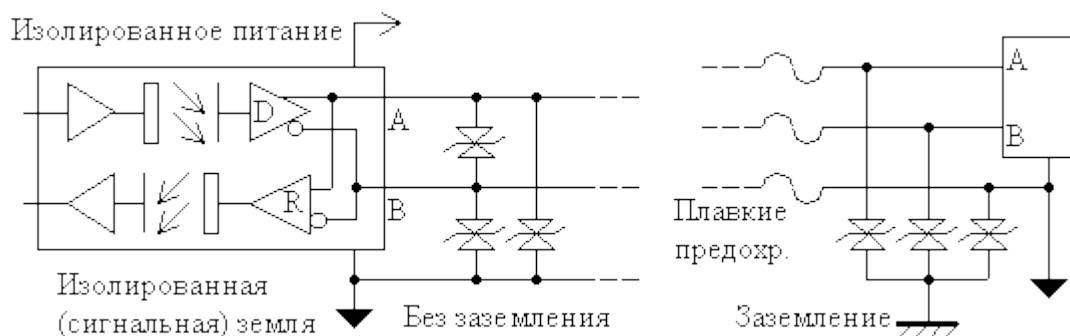 Изолированное питание
D
A
R
B
Изолированная
(сигнальная) земля
Без заземления
A
B
Плавкие
предохр.
Заземление